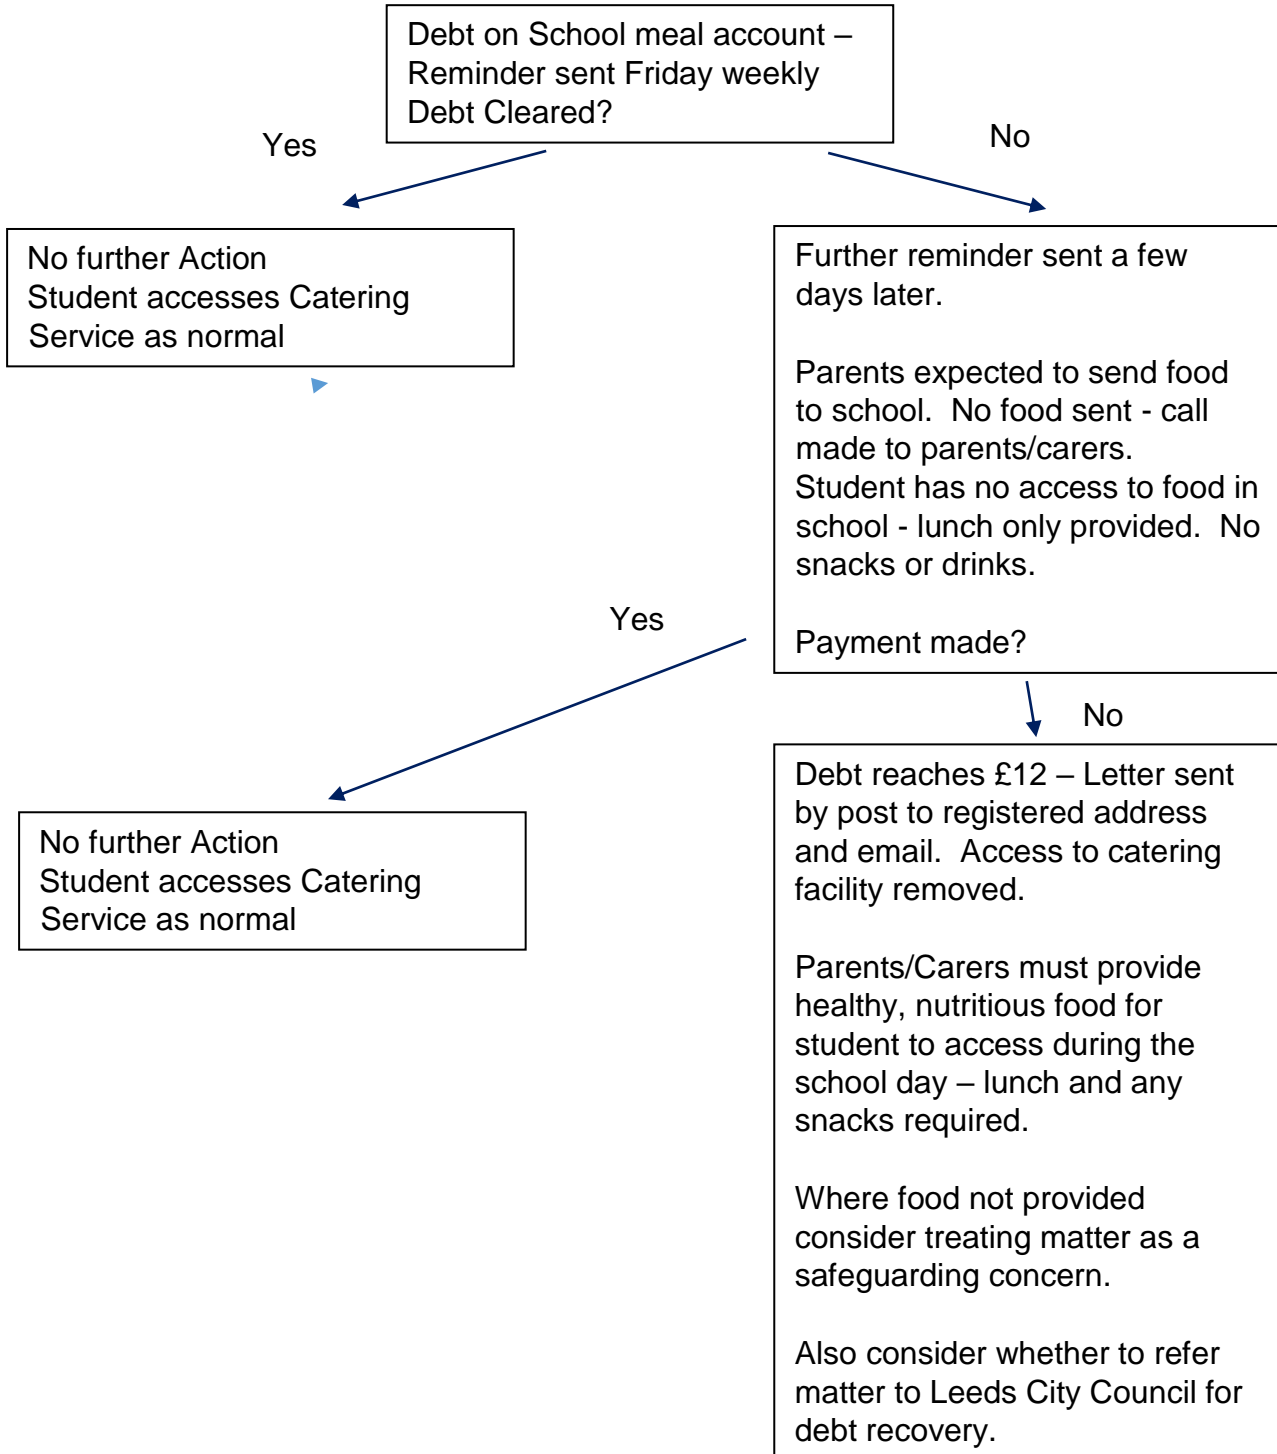 Debt on School meal account –
Reminder sent Friday weekly
Debt Cleared?
Yes
No
No further Action
Student accesses Catering
Service as normal
Further reminder sent a few
days later.
Parents expected to send food
to school.  No food sent - call
made to parents/carers.
Student has no access to food in
school - lunch only provided.  No
snacks or drinks.
Payment made?
Yes
No
No further Action
Student accesses Catering
Service as normal
Debt reaches £12 – Letter sent
by post to registered address
and email.  Access to catering
facility removed.
Parents/Carers must provide
healthy, nutritious food for
student to access during the
school day – lunch and any
snacks required.
Where food not provided
consider treating matter as a
safeguarding concern.
Also consider whether to refer
matter to Leeds City Council for
debt recovery.